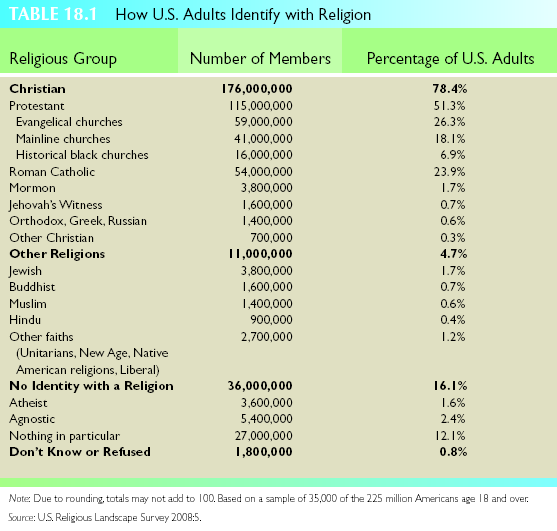 TABLE 18.1 How U.S. Adults Identify with Religion
Religious Group Number of Members Percentage of U.S. Adults
Christian 176,000,000 78.4%
Protestant 115,000,000 51.3%
Evangelical churches 59,000,000 26.3%
Mainline churches 41,000,000 18.1%
Historical black churches 16,000,000 6.9%
Roman Catholic 54,000,000 23.9%
Mormon 3,800,000 1.7%
Jehovah's Witness 1,600,000 0.7%
Orthodox, Greek, Russian 1,400,000 0.6%
Other Christian 700,000 0.3%
Other Religions 11,000,000 4.7%
Jewish 3,800,000 1.7%
Buddhist 1,600,000 0.7%
Muslim 1,400,000 0.6%
Hindu 900,000 0.4%
Other faiths 2,700,000 1.2%
(Unitarians, New Age, Native
American religions, Liberal)
No Identity with a Religion 36,000,000 16.1%
Atheist 3,600,000 1.6%
Agnostic 5,400,000 2.4%
Nothing in particular 27,000,000 12.1%
Don't Know or Refused 1,800,000 0.8%
Note: Due to rounding, totals may not add to 100. Based on a sample of 35,000 of the 225 million Americans age 18 and over.
Source: U.S. Religious Landscape Survey 2008:5.